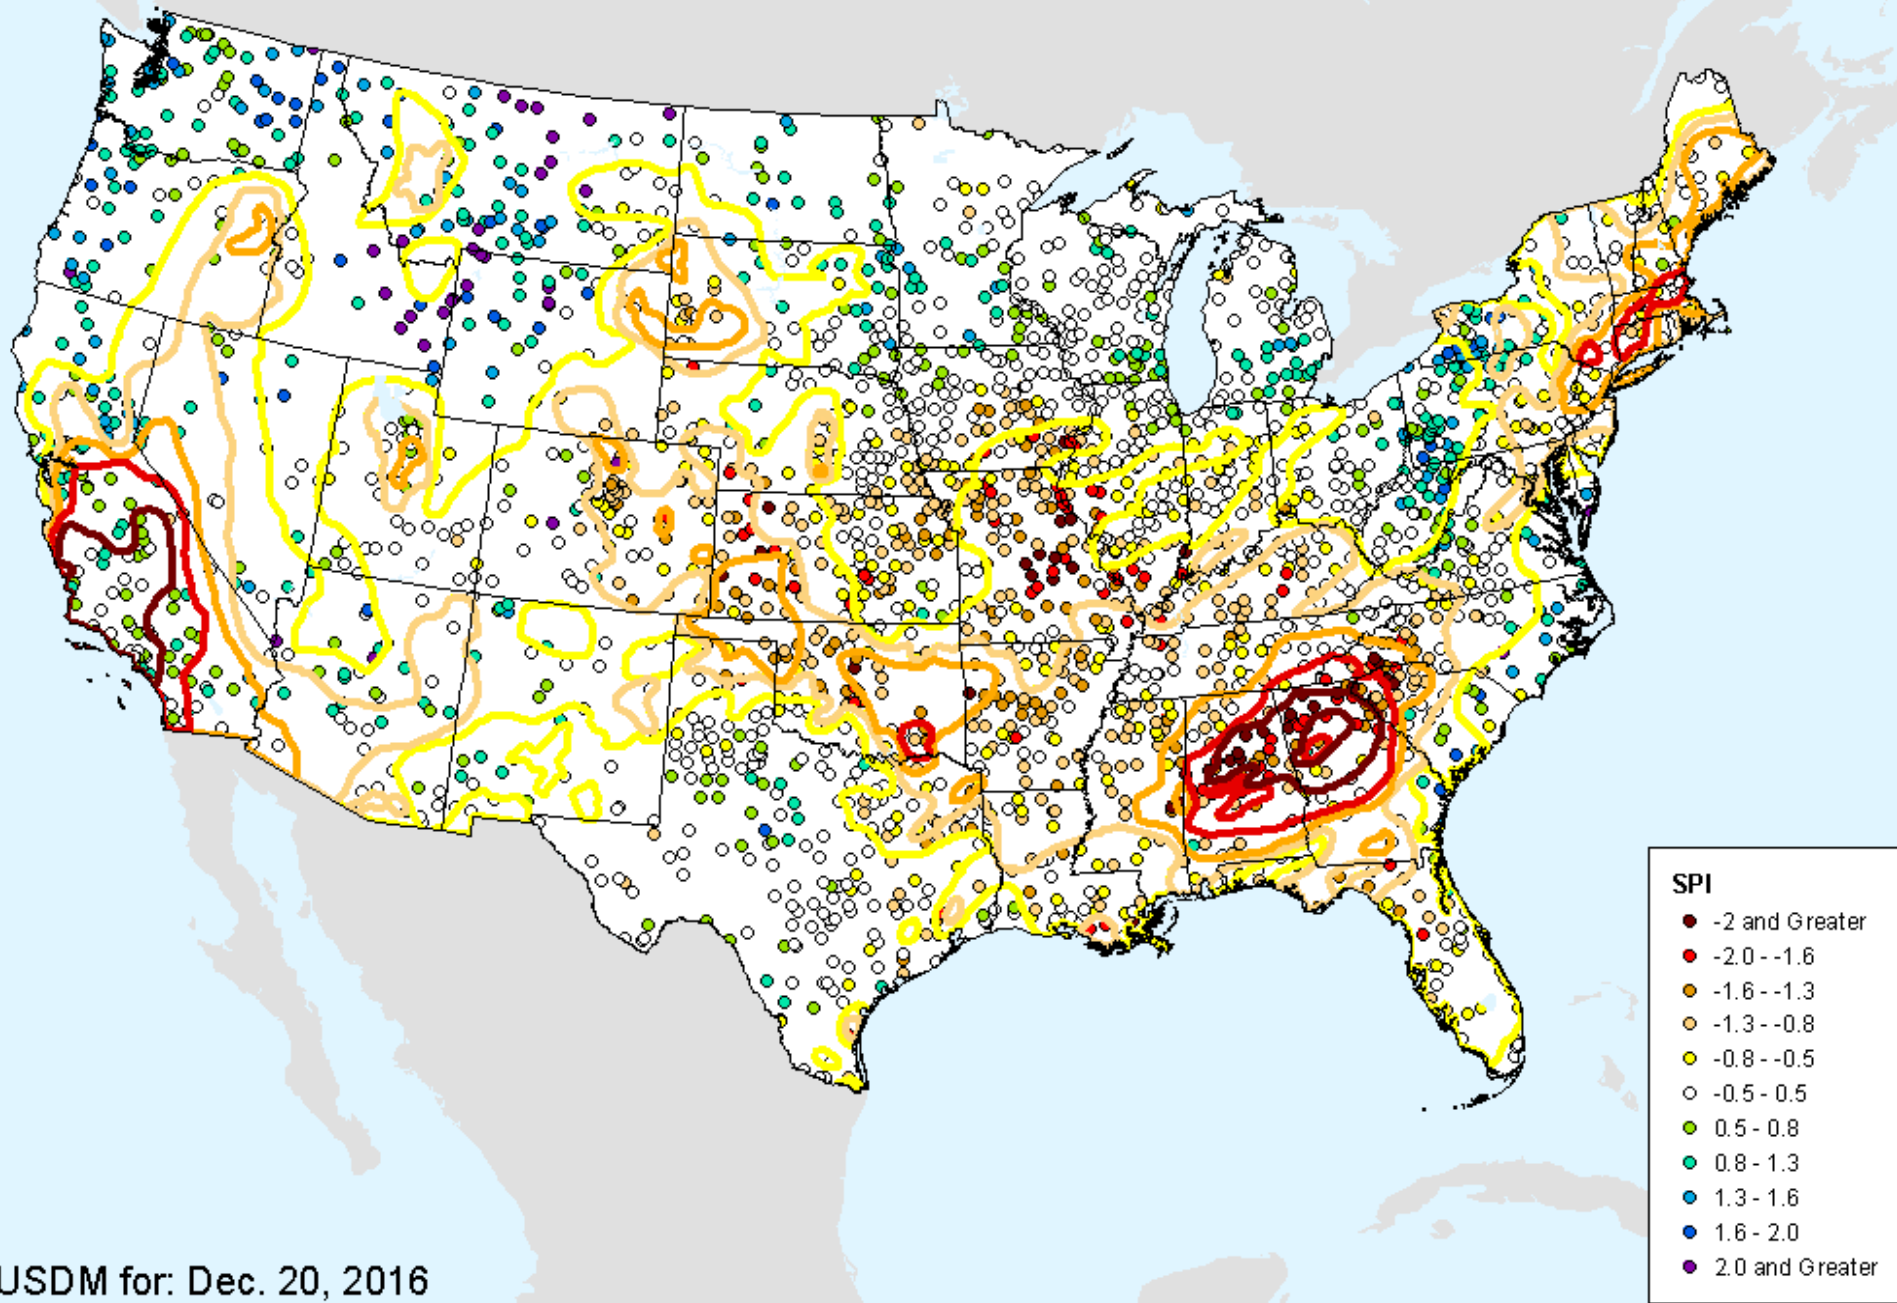 SPI
-2 and Greater
-2.0 - -1.6
-1.6 - -1.3
-1.3 - -0.8
-0.8 - -0.5
-0.5 - 0.5
0.5 - 0.8
0.8 - 1.3
1.3 - 1.6
1.6 - 2.0
2.0 and Greater
USDM for: Dec. 20, 2016